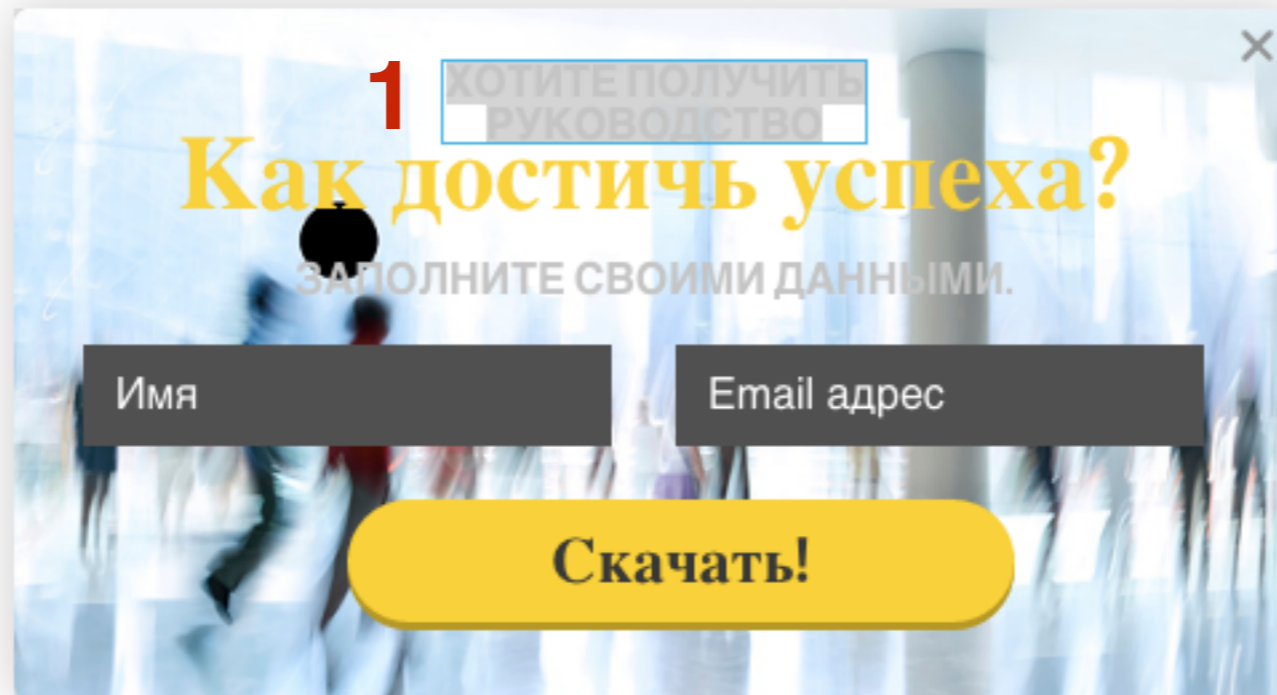 1
ХОТИТЕ ПОЛУЧИТЬ
РУКОВОДСТВО
Как достичь успеха?
ЗАПОЛНИТЕ СВОИМИ ДАННЫМИ.
Имя
Email адрес
Скачать!